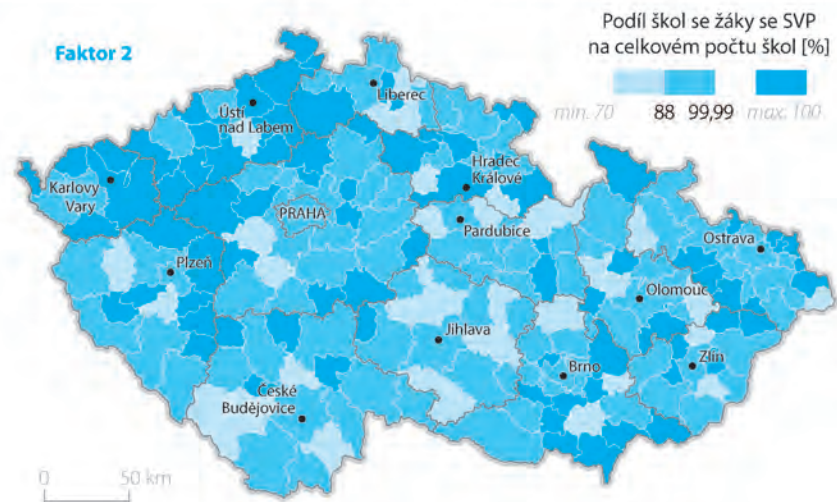 Podíl škol se žáky se SVP
na celkovém počtu škol [%]
min. 70
88
99,99
max. 100
Faktor 2
Liberec
Ústí
nad Labem
Hradec
Králové
Karlovy
Vary
PRAHA
Pardubice
Ostrava
Plzeň
Olomouc
Jihlava
Zlín
Brno
České
Budějovice
0
50 km